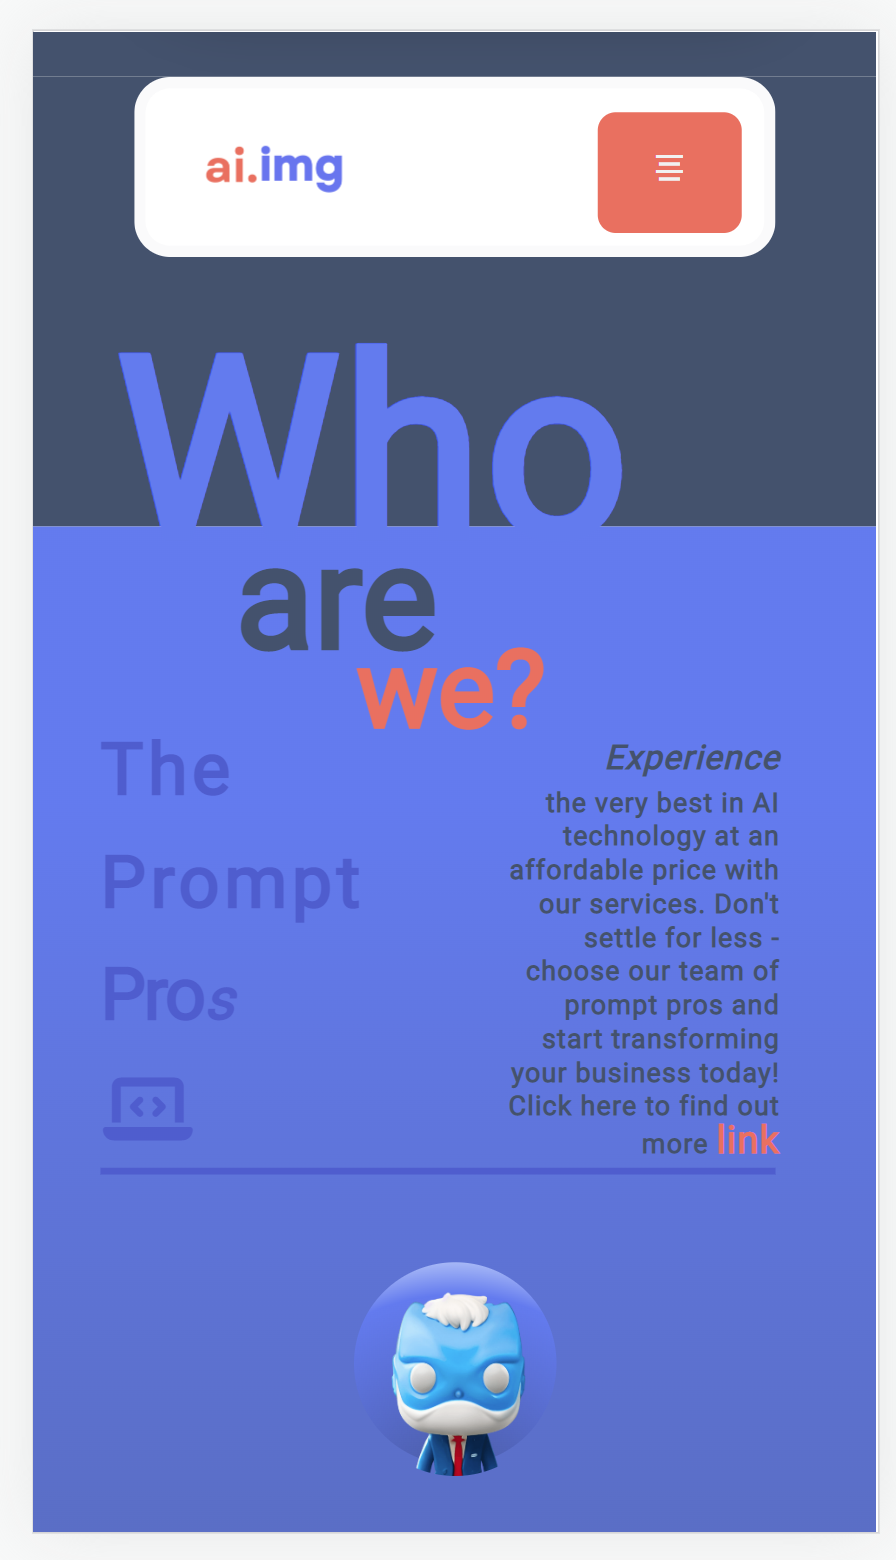 ai.img
Who
are
we?
The
Prompt
Pros
Experience
the very best in AI
technology at an
affordable price with
our services. Don't
settle for less -
choose our team of
prompt pros and
start transforming
your business today!
Click here to find out
more link